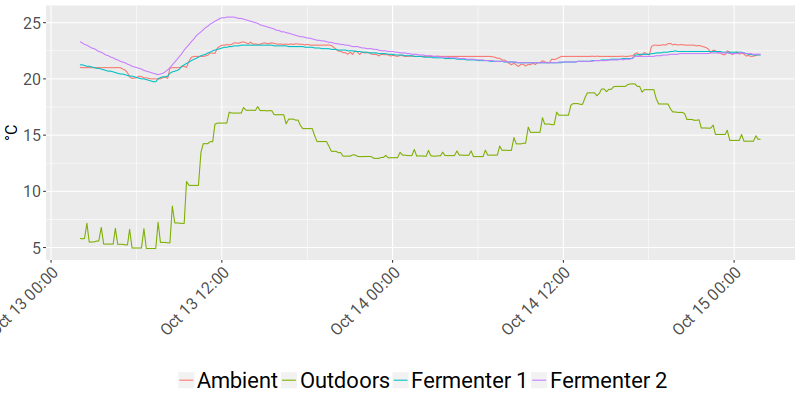 25
20
15
10
5
°C
13 00:00
Oct 13 12:00
Oct 14 00:00
Oct 14 12:00
Oct 15 00:00
Ambient Outdoors Fermenter 1 Fermenter 2